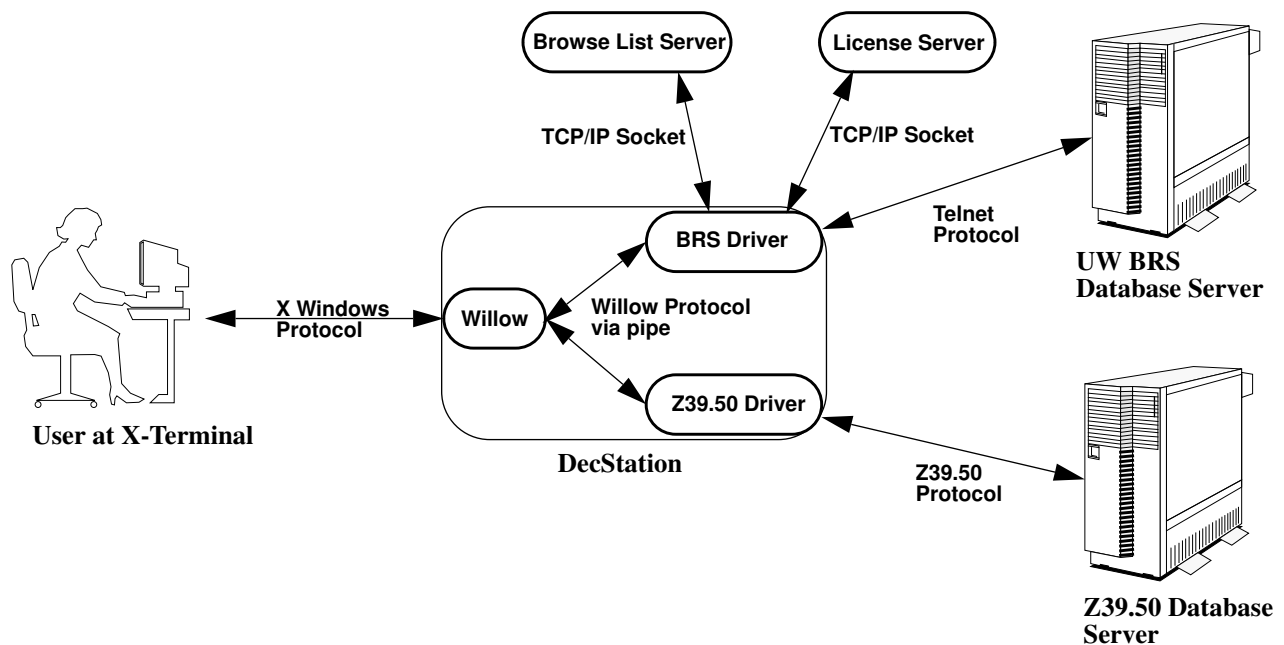 Browse List Server
License Server
TCP/IP Socket
TCP/IP Socket
Telnet
Protocol
UW BRS
Database Server
BRS Driver
X Windows
Protocol
Willow
Willow Protocol
via pipe
Z39.50 Driver
User at X-Terminal
DecStation
Z39.50
Protocol
Z39.50 Database
Server